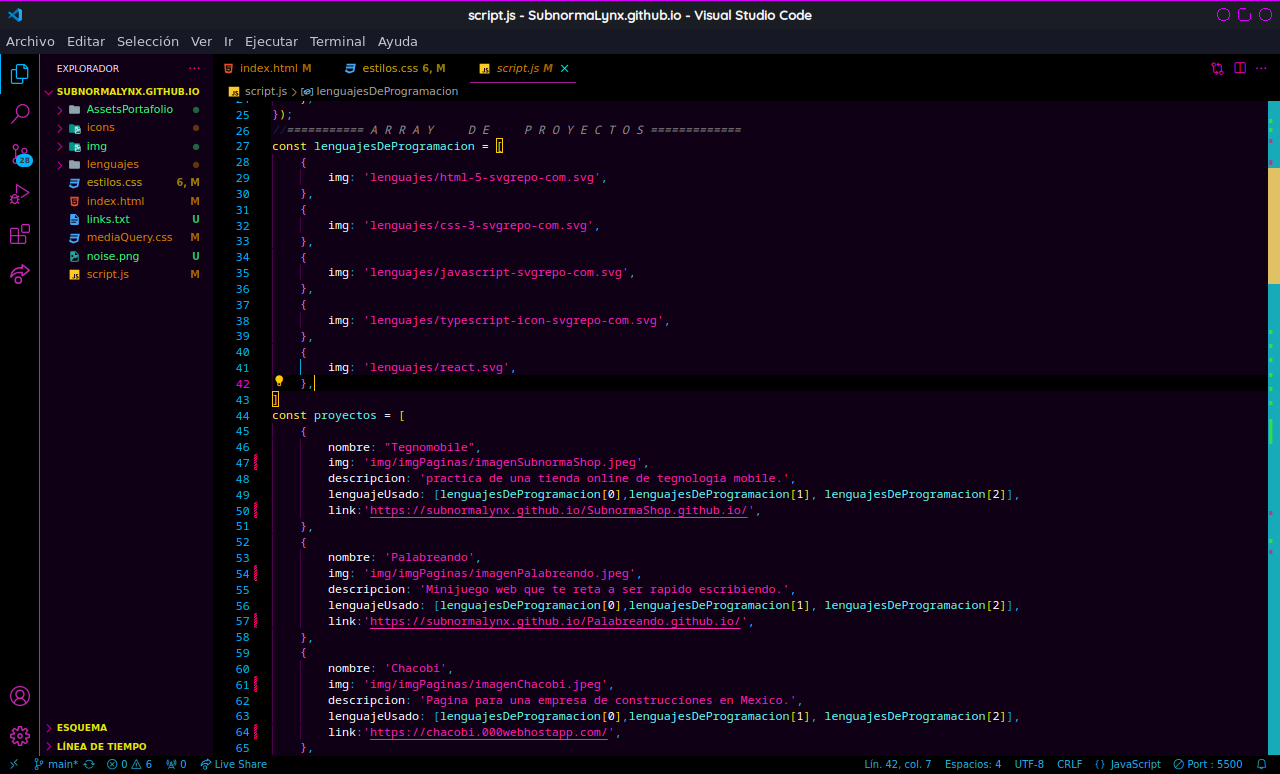 script.js - SubnormaLynx.github.io - Visual Studio Code
Archivo Editar Selección Ver Ir Ejecutar Terminal Ayuda
EXPLORADOR
SUBNORMALYNX.GITHUB.IO
AssetsPortafolio
icons
img
lenguajes
estilos.css 6, M
index.html M
links.txt U
mediaQuery.css M
noise.png U
script.js M
28
ESQUEMA
LÍNEA DE TIEMPO
index.html M estilos.css 6, M script.js M
script.js > lenguajesDeProgramacion
25 });
26 //=========== A R R A Y D E P R O Y E C T O S =============
27 const lenguajesDeProgramacion = [
28 {
29 img: 'lenguajes/html-5-svgrepo-com.svg',
30 },
31 {
32 img: 'lenguajes/css-3-svgrepo-com.svg',
33 },
34 {
35 img: 'lenguajes/javascript-svgrepo-com.svg',
36 },
37 {
38 img: 'lenguajes/typescript-icon-svgrepo-com.svg',
39 },
40 {
41 img: 'lenguajes/react.svg',
42 },
43 ]
44 const proyectos = [
45 {
46 nombre: "Tegnomobile",
47 img: 'img/imgPaginas/imagenSubnormaShop.jpeg',
48 descripcion: 'practica de una tienda online de tegnologia mobile.',
49 lenguajeUsado: [lenguajesDeProgramacion[0],lenguajesDeProgramacion[1], lenguajesDeProgramacion[2]],
50 link:'https://subnormalynx.github.io/SubnormaShop.github.io/',
51 },
52 {
53 nombre: 'Palabreando',
54 img: 'img/imgPaginas/imagenPalabreando.jpeg',
55 descripcion: 'Minijuego web que te reta a ser rapido escribiendo.',
56 lenguajeUsado: [lenguajesDeProgramacion[0],lenguajesDeProgramacion[1], lenguajesDeProgramacion[2]],
57 link:'https://subnormalynx.github.io/Palabreando.github.io/',
58 },
59 {
60 nombre: 'Chacobi',
61 img: 'img/imgPaginas/imagenChacobi.jpeg',
62 descripcion: 'Pagina para una empresa de construcciones en Mexico.',
63 lenguajeUsado: [lenguajesDeProgramacion[0],lenguajesDeProgramacion[1], lenguajesDeProgramacion[2]],
64 link:'https://chacobi.000webhostapp.com/',
65 },
main* 0 6 0 Live Share Lín. 42, col. 7 Espacios: 4 UTF-8 CRLF {} JavaScript Port : 5500